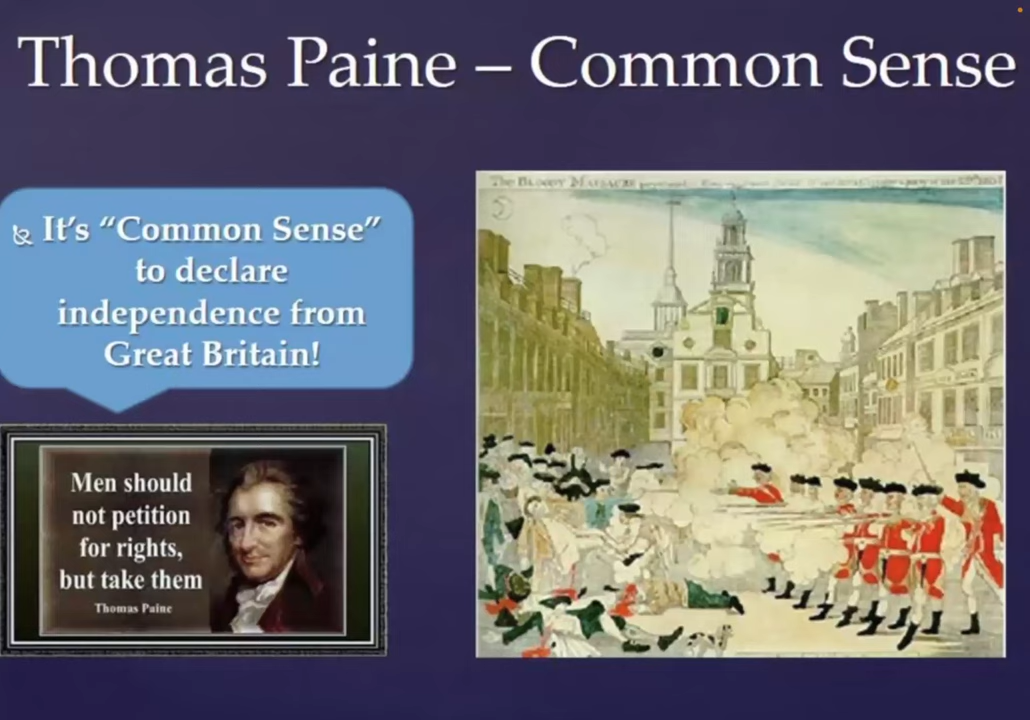 Thomas Paine – Common Sense
It's “Common Sense”
to declare
independence from
Great Britain!
The BLOODY MASSACRE perpetrated
Men should
not petition
for rights,
but take them
Thomas Paine